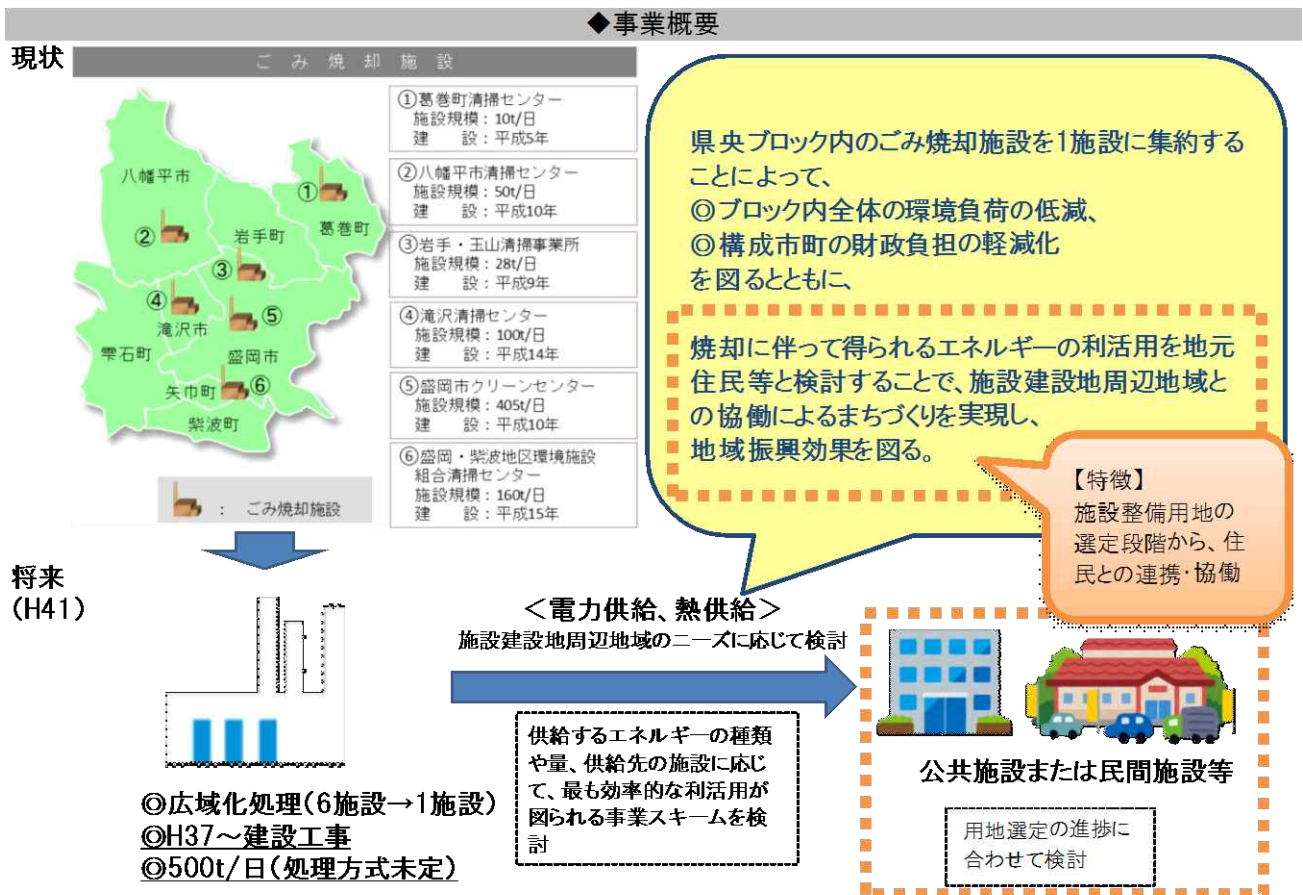 ◆事業概要
現状
ごみ焼却施設
八幡平市
岩手町
葛巻町
滝沢市
雫石町
盛岡市
矢巾町
紫波町
①
②
③
④
⑤
⑥
： ごみ焼却施設
①葛巻町清掃センター
施設規模：10t/日
建　　設：平成5年
②八幡平市清掃センター
施設規模：50t/日
建　　設：平成10年
③岩手・玉山清掃事業所
施設規模：28t/日
建　　設：平成9年
④滝沢清掃センター
施設規模：100t/日
建　　設：平成14年
⑤盛岡市クリーンセンター
施設規模：405t/日
建　　設：平成10年
⑥盛岡・紫波地区環境施設
組合清掃センター
施設規模：160t/日
建　　設：平成15年
県央ブロック内のごみ焼却施設を1施設に集約する
ことによって、
◎ブロック内全体の環境負荷の低減、
◎構成市町の財政負担の軽減化
を図るとともに、
焼却に伴って得られるエネルギーの利活用を地元
住民等と検討することで、施設建設地周辺地域と
の協働によるまちづくりを実現し、
地域振興効果を図る。
【特徴】
施設整備用地の
選定段階から、住
民との連携・協働
将来
(H41)
◎広域化処理(6施設→1施設)
◎H37～建設工事
◎500t/日(処理方式未定)
＜電力供給、熱供給＞
施設建設地周辺地域のニーズに応じて検討
供給するエネルギーの種類
や量、供給先の施設に応じ
て、最も効率的な利活用が
図られる事業スキームを検
討
公共施設または民間施設等
用地選定の進捗に
合わせて検討